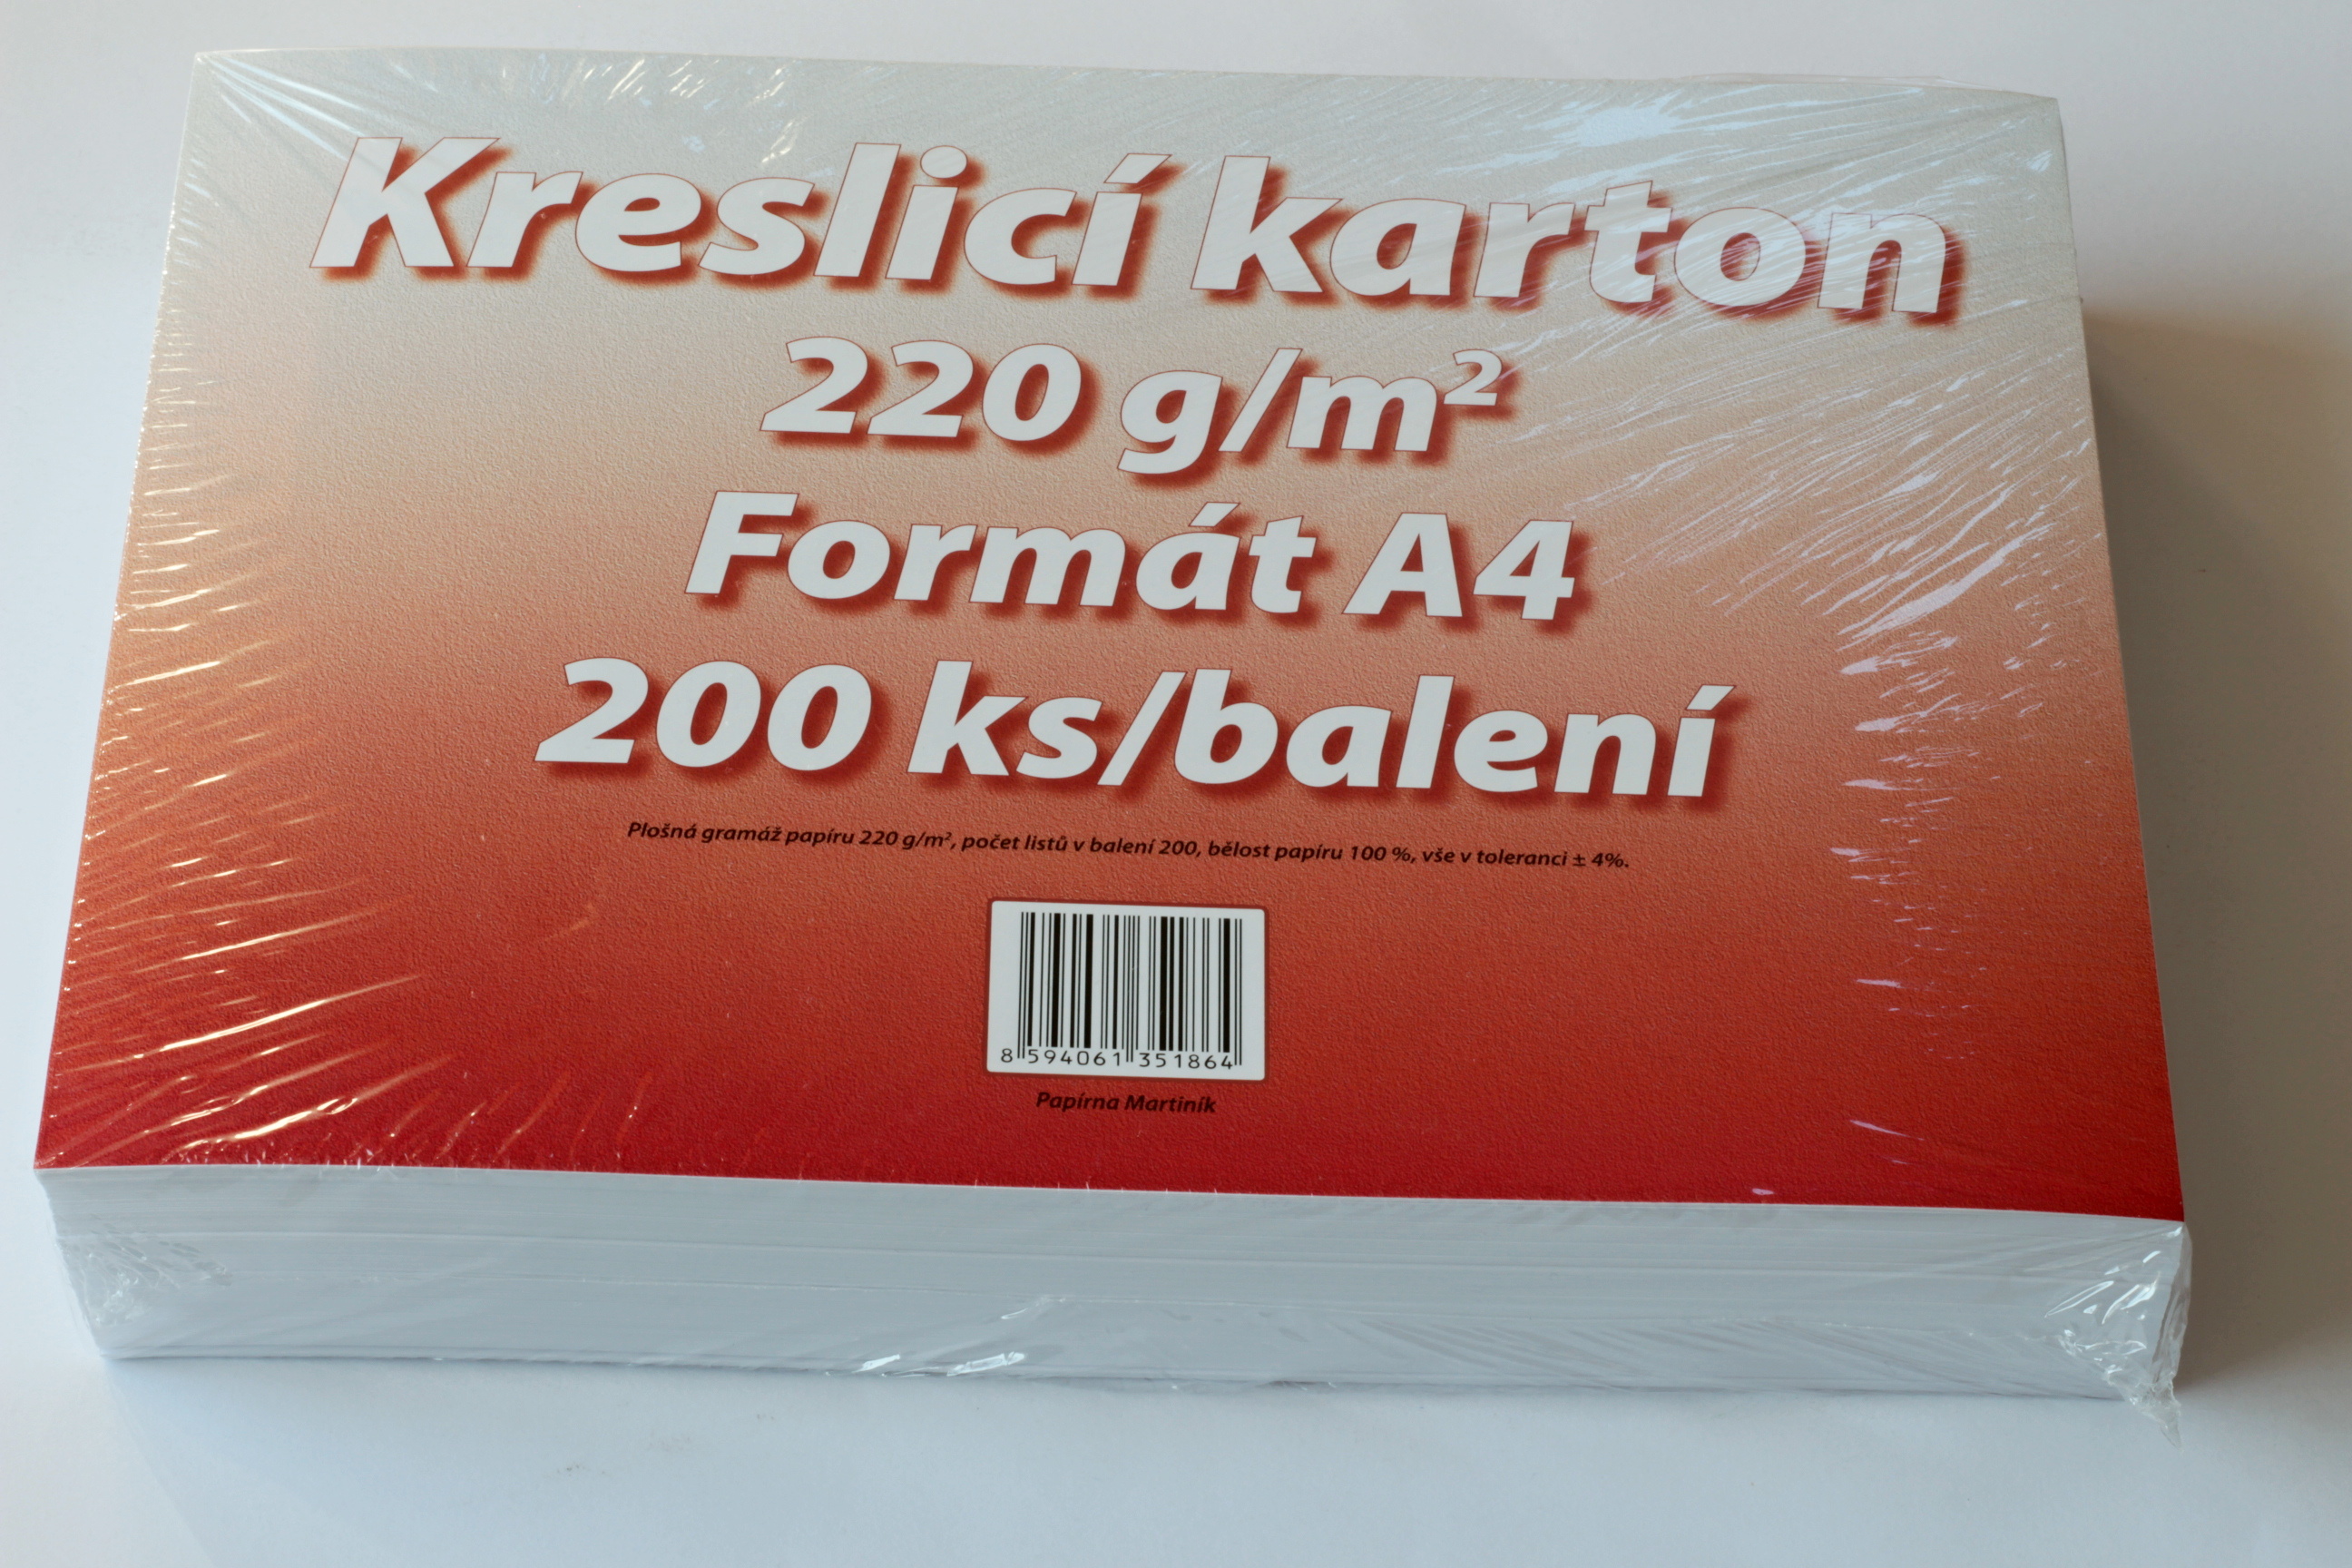 Kreslicí karton
220 g/m²
Formát A4
200 ks/balení
Plošná gramáž papíru 220 g/m², počet listů v balení 200, bělost papíru 100 %, vše v toleranci ± 4%.
8 594061 351864
Papírna Martiník